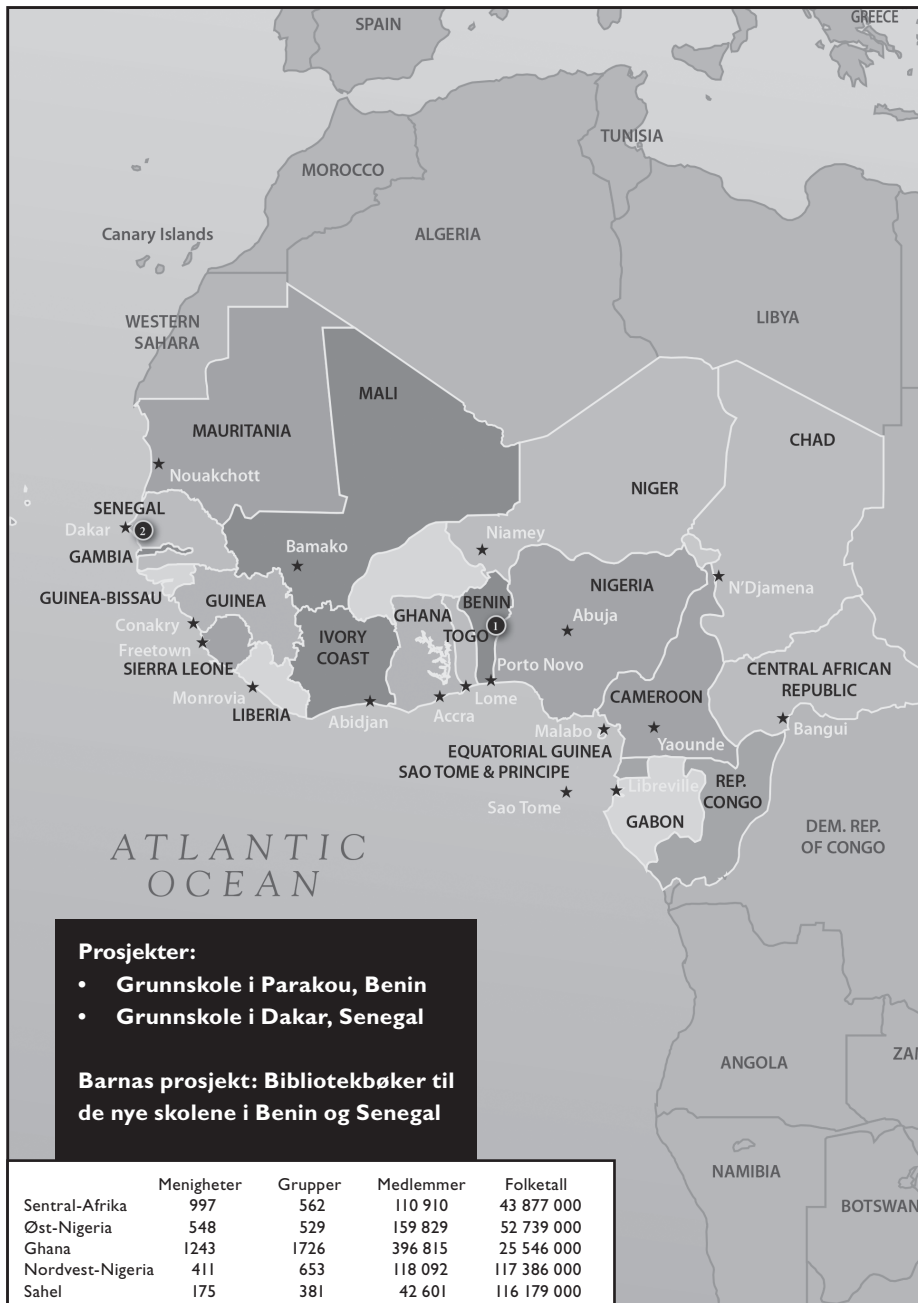 SPAIN
GREECE
TUNISIA
MOROCCO
Canary Islands
ALGERIA
WESTERN
SAHARA
LIBYA
MALI
MAURITANIA
CHAD
Nouakchott
NIGER
SENEGAL
Dakar
2
Niamey
Bamako
GAMBIA
NIGERIA
N'Djamena
GUINEA-BISSAU
GUINEA
BENIN
GHANA
Abuja
Conakry
1
TOGO
IVORY
COAST
Freetown
SIERRA LEONE
Porto Novo
CENTRAL AFRICAN
REPUBLIC
Monrovia
LIBERIA
Lome
CAMEROON
Abidjan
Accra
Malabo
Bangui
Yaounde
EQUATORIAL GUINEA
SAO TOME & PRINCIPE
Libreville
REP.
CONGO
Sao Tome
GABON
DEM. REP.
OF CONGO
ATLANTIC
OCEAN
Prosjekter:
• Grunnskole i Parakou, Benin
• Grunnskole i Dakar, Senegal
Barnas prosjekt: Bibliotekbøker til
de nye skolene i Benin og Senegal
ANGOLA
ZAM
NAMIBIA
BOTSWAN
Menigheter Grupper Medlemmer Folketall
Sentral-Afrika 997 562 110 910 43 877 000
Øst-Nigeria 548 529 159 829 52 739 000
Ghana 1243 1726 396 815 25 546 000
Nordvest-Nigeria 411 653 118 092 117 386 000
Sahel 175 381 42 601 116 179 000